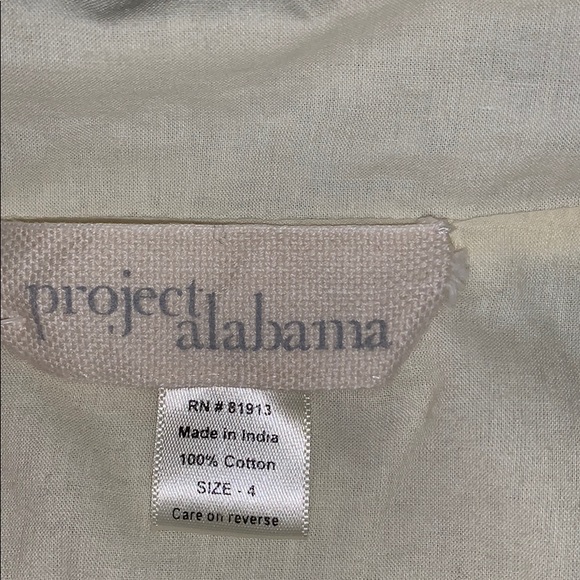 project
alabama
RN # 81913
Made in India
100% Cotton
SIZE - 4
Care on reverse